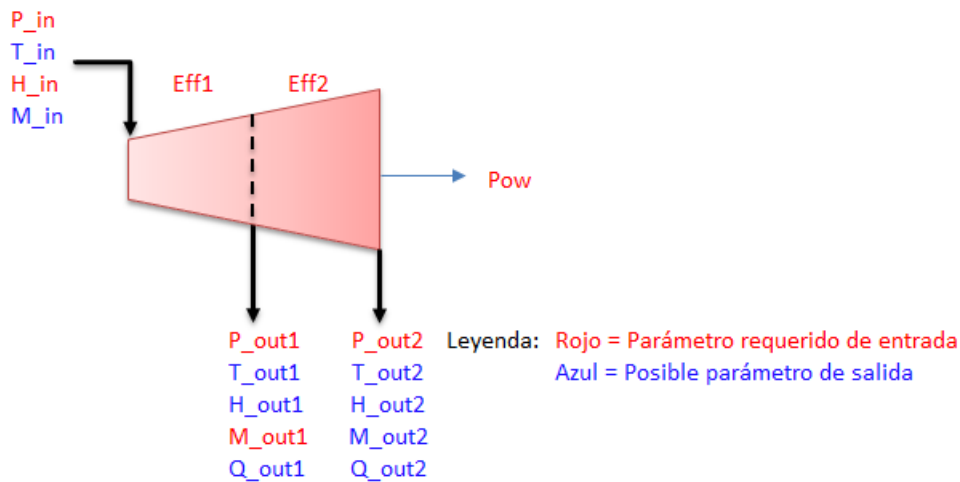 P_in
T_in
H_in
M_in
Eff1 Eff2
Pow
P_out1 P_out2 Leyenda: Rojo = Parámetro requerido de entrada
T_out1 T_out2 Azul = Posible parámetro de salida
H_out1 H_out2
M_out1 M_out2
Q_out1 Q_out2